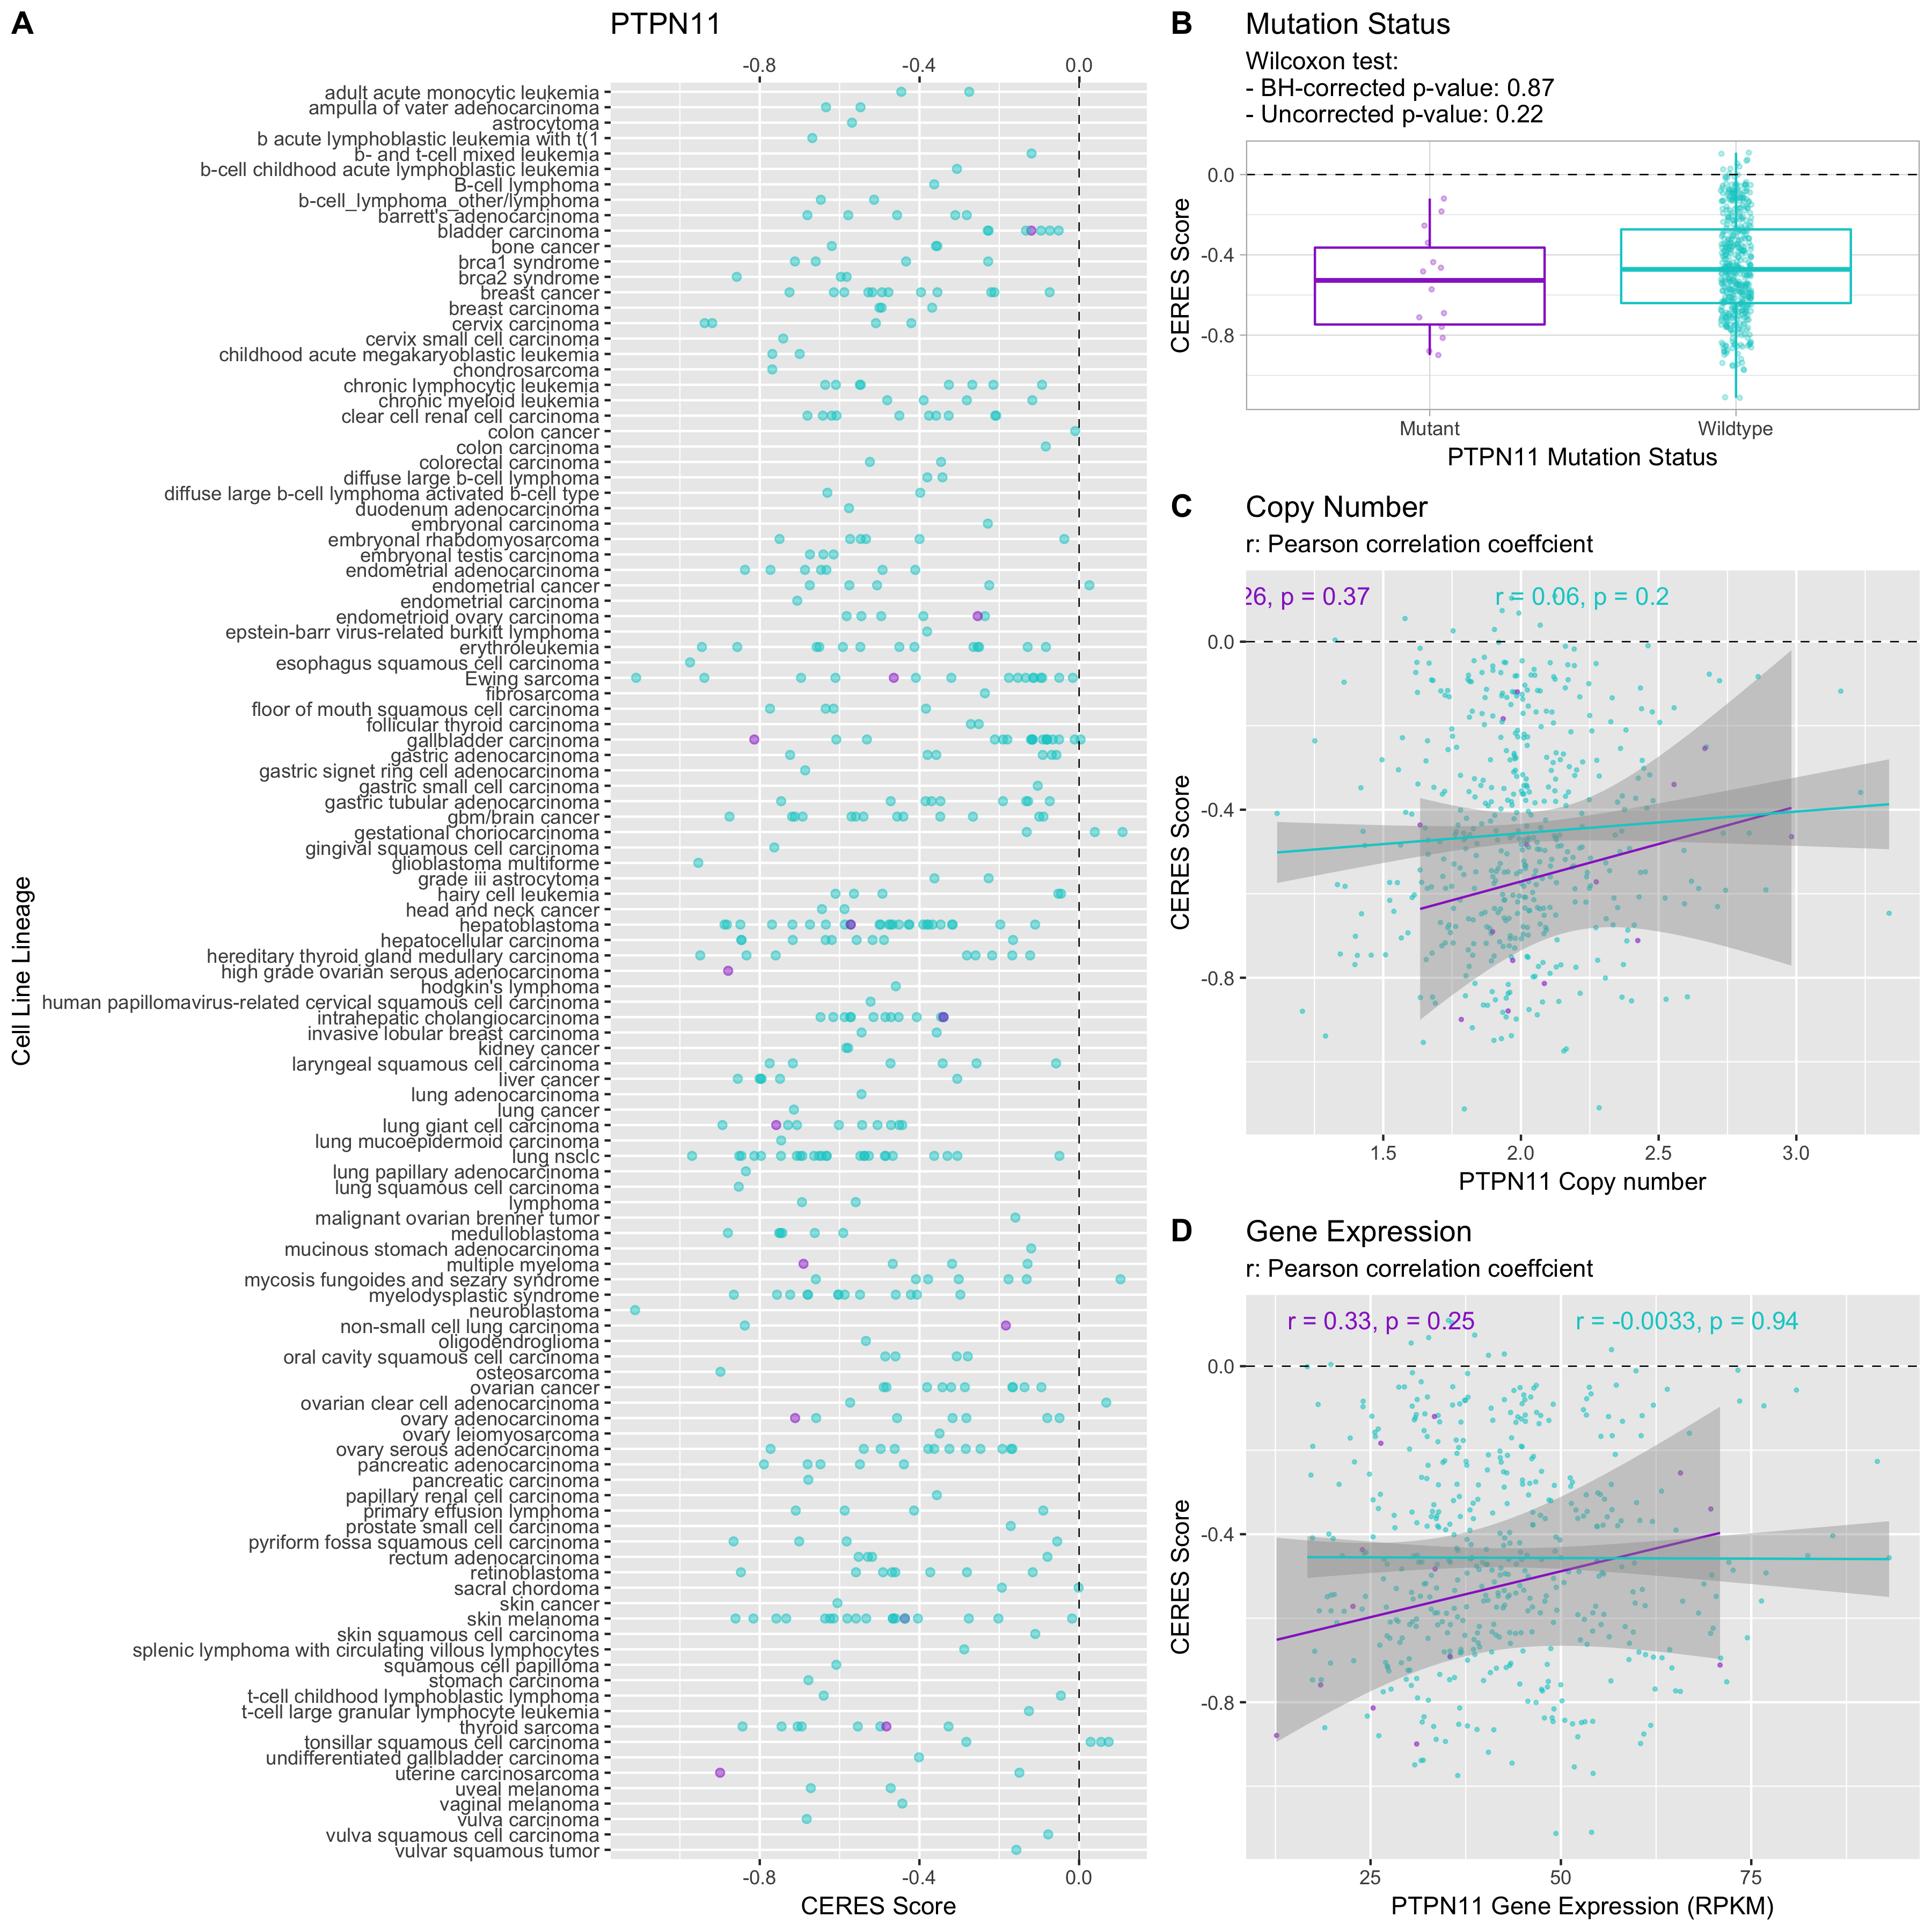 A
PTPN11
-0.8 -0.4 0.0
Cell Line Lineage
adult acute monocytic leukemia
ampulla of vater adenocarcinoma
astrocytoma
b acute lymphoblastic leukemia with t(1
b- and t-cell mixed leukemia
b-cell childhood acute lymphoblastic leukemia
B-cell lymphoma
b-cell_lymphoma_other/lymphoma
barrett's adenocarcinoma
bladder carcinoma
bone cancer
brca1 syndrome
brca2 syndrome
breast cancer
breast carcinoma
cervix carcinoma
cervix small cell carcinoma
childhood acute megakaryoblastic leukemia
chondrosarcoma
chronic lymphocytic leukemia
chronic myeloid leukemia
clear cell renal cell carcinoma
colon cancer
colon carcinoma
colorectal carcinoma
diffuse large b-cell lymphoma
diffuse large b-cell lymphoma activated b-cell type
duodenum adenocarcinoma
embryonal carcinoma
embryonal rhabdomyosarcoma
embryonal testis carcinoma
endometrial adenocarcinoma
endometrial cancer
endometrial carcinoma
endometrioid ovary carcinoma
epstein-barr virus-related burkitt lymphoma
erythroleukemia
esophagus squamous cell carcinoma
Ewing sarcoma
fibrosarcoma
floor of mouth squamous cell carcinoma
follicular thyroid carcinoma
gallbladder carcinoma
gastric adenocarcinoma
gastric signet ring cell adenocarcinoma
gastric small cell carcinoma
gastric tubular adenocarcinoma
gbm/brain cancer
gestational choriocarcinoma
gingival squamous cell carcinoma
glioblastoma multiforme
grade iii astrocytoma
hairy cell leukemia
head and neck cancer
hepatoblastoma
hepatocellular carcinoma
hereditary thyroid gland medullary carcinoma
high grade ovarian serous adenocarcinoma
hodgkin's lymphoma
human papillomavirus-related cervical squamous cell carcinoma
intrahepatic cholangiocarcinoma
invasive lobular breast carcinoma
kidney cancer
laryngeal squamous cell carcinoma
liver cancer
lung adenocarcinoma
lung cancer
lung giant cell carcinoma
lung mucoepidermoid carcinoma
lung nsclc
lung papillary adenocarcinoma
lung squamous cell carcinoma
lymphoma
malignant ovarian brenner tumor
medulloblastoma
mucinous stomach adenocarcinoma
multiple myeloma
mycosis fungoides and sezary syndrome
myelodysplastic syndrome
neuroblastoma
non-small cell lung carcinoma
oligodendroglioma
oral cavity squamous cell carcinoma
osteosarcoma
ovarian cancer
ovarian clear cell adenocarcinoma
ovary adenocarcinoma
ovary leiomyosarcoma
ovary serous adenocarcinoma
pancreatic adenocarcinoma
pancreatic carcinoma
papillary renal cell carcinoma
primary effusion lymphoma
prostate small cell carcinoma
pyriform fossa squamous cell carcinoma
rectum adenocarcinoma
retinoblastoma
sacral chordoma
skin cancer
skin melanoma
skin squamous cell carcinoma
splenic lymphoma with circulating villous lymphocytes
squamous cell papilloma
stomach carcinoma
t-cell childhood lymphoblastic lymphoma
t-cell large granular lymphocyte leukemia
thyroid sarcoma
tonsillar squamous cell carcinoma
undifferentiated gallbladder carcinoma
uterine carcinosarcoma
uveal melanoma
vaginal melanoma
vulva carcinoma
vulva squamous cell carcinoma
vulvar squamous tumor
-0.8 -0.4 0.0
CERES Score
B
Mutation Status
Wilcoxon test:
- BH-corrected p-value: 0.87
- Uncorrected p-value: 0.22
CERES Score
0.0
-0.4
-0.8
Mutant Wildtype
PTPN11 Mutation Status
C
Copy Number
r: Pearson correlation coeffcient
26, p = 0.37 r = 0.06, p = 0.2
CERES Score
0.0
-0.4
-0.8
1.5 2.0 2.5 3.0
PTPN11 Copy number
D
Gene Expression
r: Pearson correlation coeffcient
r = 0.33, p = 0.25 r = -0.0033, p = 0.94
CERES Score
0.0
-0.4
-0.8
25 50 75
PTPN11 Gene Expression (RPKM)